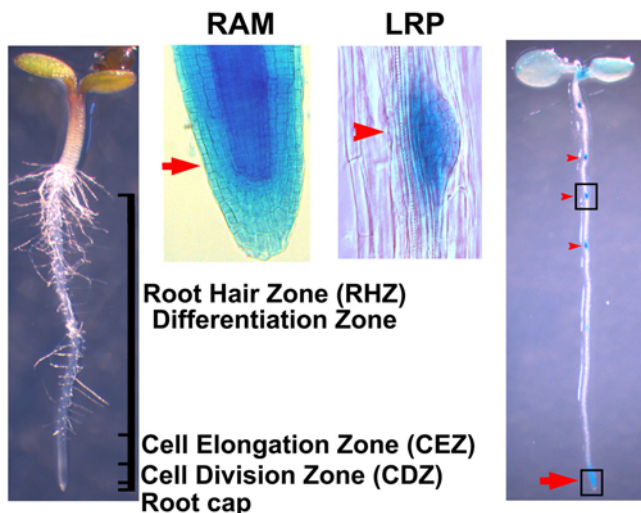 RAM
LRP
Root Hair Zone (RHZ)
Differentiation Zone
Cell Elongation Zone (CEZ)
Cell Division Zone (CDZ)
Root cap